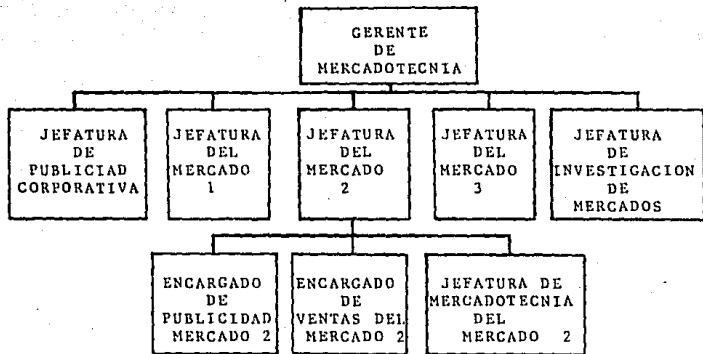 GERENTE
DE
MERCADOTECNIA
JEFATURA
DE
PUBLICIAD
CORPORATIVA
JEFATURA
DEL
MERCADO
1
JEFATURA
DEL
MERCADO
2
JEFATURA
DEL
MERCADO
3
JEFATURA
DE
INVESTIGACION
DE
MERCADOS
ENCARGADO
DE
PUBLICIDAD
MERCADO 2
ENCARGADO
DE
VENTAS DEL
MERCADO 2
JEFATURA DE
MERCADOTECNIA
DEL
MERCADO 2